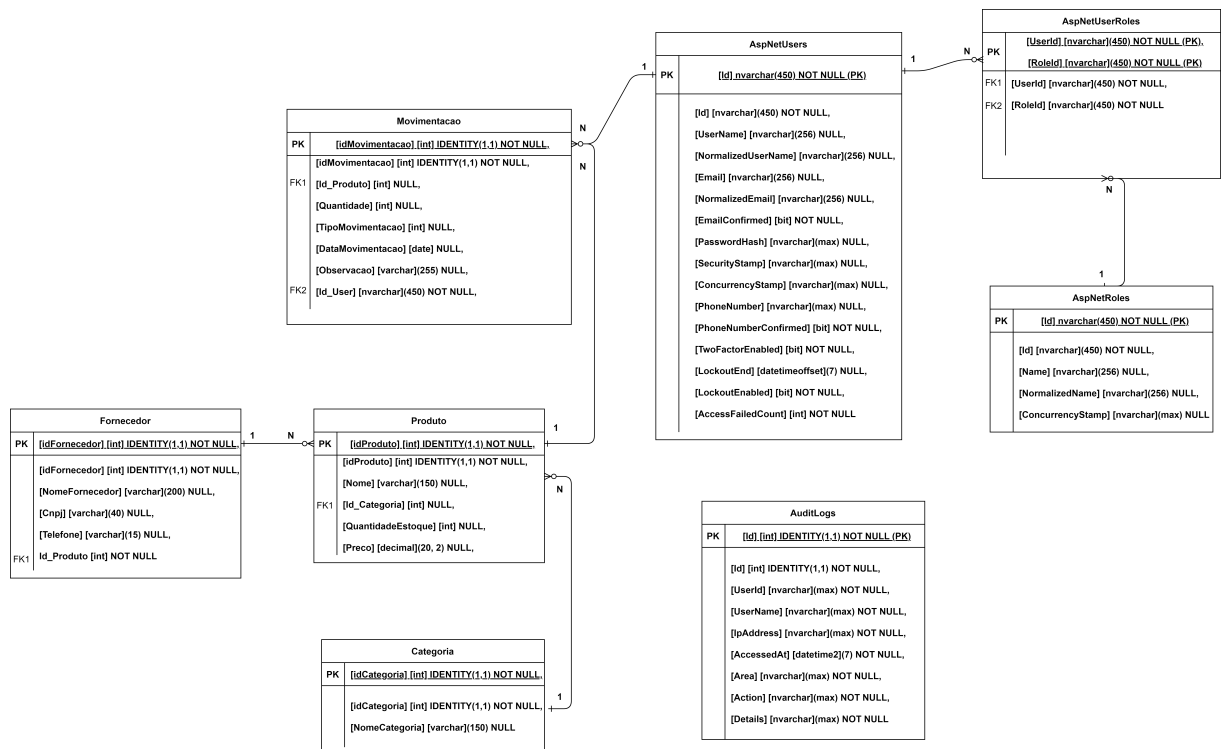 AspNetUserRoles
PK
[UserId] [nvarchar](450) NOT NULL (PK),
[RoleId] [nvarchar](450) NOT NULL (PK)
FK1 [UserId] [nvarchar](450) NOT NULL,
FK2 [RoleId] [nvarchar](450) NOT NULL
N
1
N
1
AspNetUsers
PK [Id] nvarchar(450) NOT NULL (PK)
[Id] [nvarchar](450) NOT NULL,
[UserName] [nvarchar](256) NULL,
[NormalizedUserName] [nvarchar](256) NULL,
[Email] [nvarchar](256) NULL,
[NormalizedEmail] [nvarchar](256) NULL,
[EmailConfirmed] [bit] NOT NULL,
[PasswordHash] [nvarchar](max) NULL,
[SecurityStamp] [nvarchar](max) NULL,
[ConcurrencyStamp] [nvarchar](max) NULL,
[PhoneNumber] [nvarchar](max) NULL,
[PhoneNumberConfirmed] [bit] NOT NULL,
[TwoFactorEnabled] [bit] NOT NULL,
[LockoutEnd] [datetimeoffset](7) NULL,
[LockoutEnabled] [bit] NOT NULL,
[AccessFailedCount] [int] NOT NULL
1
N
N
Movimentacao
PK [idMovimentacao] [int] IDENTITY(1,1) NOT NULL,
[idMovimentacao] [int] IDENTITY(1,1) NOT NULL,
FK1 [Id_Produto] [int] NULL,
[Quantidade] [int] NULL,
[TipoMovimentacao] [int] NULL,
[DataMovimentacao] [date] NULL,
[Observacao] [varchar](255) NULL,
FK2 [Id_User] [nvarchar](450) NOT NULL,
AspNetRoles
PK [Id] nvarchar(450) NOT NULL (PK)
[Id] [nvarchar](450) NOT NULL,
[Name] [nvarchar](256) NULL,
[NormalizedName] [nvarchar](256) NULL,
[ConcurrencyStamp] [nvarchar](max) NULL
Fornecedor
PK [idFornecedor] [int] IDENTITY(1,1) NOT NULL,
[idFornecedor] [int] IDENTITY(1,1) NOT NULL,
[NomeFornecedor] [varchar](200) NULL,
[Cnpj] [varchar](40) NULL,
[Telefone] [varchar](15) NULL,
FK1 Id_Produto [int] NOT NULL
1
N
Produto
PK [idProduto] [int] IDENTITY(1,1) NOT NULL,
[idProduto] [int] IDENTITY(1,1) NOT NULL,
[Nome] [varchar](150) NULL,
FK1 [Id_Categoria] [int] NULL,
[QuantidadeEstoque] [int] NULL,
[Preco] [decimal](20, 2) NULL,
1
N
AuditLogs
PK [Id] [int] IDENTITY(1,1) NOT NULL (PK)
[Id] [int] IDENTITY(1,1) NOT NULL,
[UserId] [nvarchar](max) NOT NULL,
[UserName] [nvarchar](max) NOT NULL,
[IpAddress] [nvarchar](max) NOT NULL,
[AccessedAt] [datetime2](7) NOT NULL,
[Area] [nvarchar](max) NOT NULL,
[Action] [nvarchar](max) NOT NULL,
[Details] [nvarchar](max) NOT NULL
Categoria
PK [idCategoria] [int] IDENTITY(1,1) NOT NULL,
[idCategoria] [int] IDENTITY(1,1) NOT NULL,
[NomeCategoria] [varchar](150) NULL
1